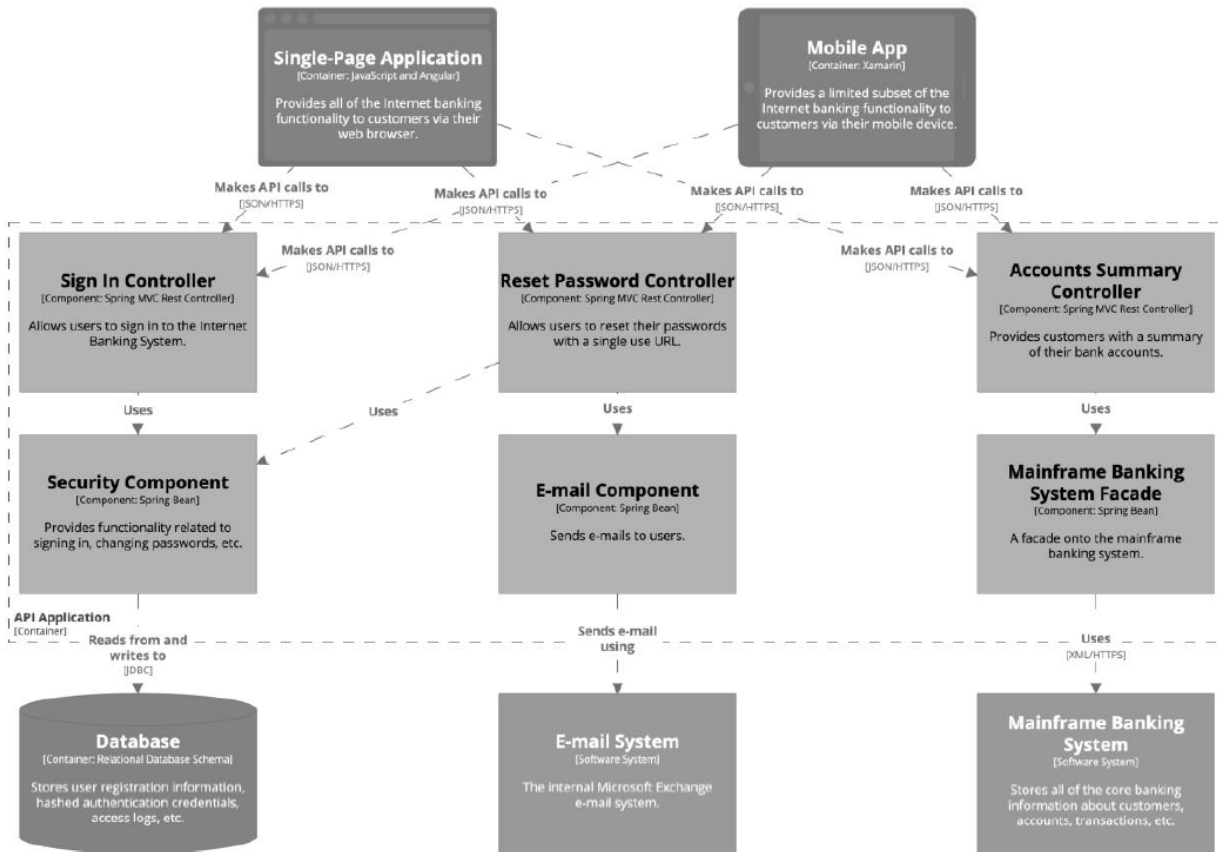 Single-Page Application
[Container: JavaScript and Angular]
Provides all of the Internet banking
functionality to customers via their
web browser.
Mobile App
[Container: Xamarin]
Provides a limited subset of the
Internet banking functionality to
customers via their mobile device.
Makes API calls to
[JSON/HTTPS]
Makes API calls to
[JSON/HTTPS]
Makes API calls to
[JSON/HTTPS]
Makes API calls to
[JSON/HTTPS]
Makes API calls to
[JSON/HTTPS]
Makes API calls to
[JSON/HTTPS]
Sign In Controller
[Component: Spring MVC Rest Controller]
Allows users to sign in to the Internet
Banking System.
Reset Password Controller
[Component: Spring MVC Rest Controller]
Allows users to reset their passwords
with a single use URL.
Accounts Summary
Controller
[Component: Spring MVC Rest Controller]
Provides customers with a summary
of their bank accounts.
Uses
Uses
Uses
Uses
Security Component
[Component: Spring Bean]
Provides functionality related to
signing in, changing passwords, etc.
E-mail Component
[Component: Spring Bean]
Sends e-mails to users.
Mainframe Banking
System Facade
[Component: Spring Bean]
A facade onto the mainframe
banking system.
API Application
[Container]
Reads from and
writes to
[JDBC]
Sends e-mail
using
Uses
[XML/HTTPS]
Database
[Container: Relational Database Schema]
Stores user registration information,
hashed authentication credentials,
access logs, etc.
E-mail System
[Software System]
The internal Microsoft Exchange
e-mail system.
Mainframe Banking
System
[Software System]
Stores all of the core banking
information about customers,
accounts, transactions, etc.